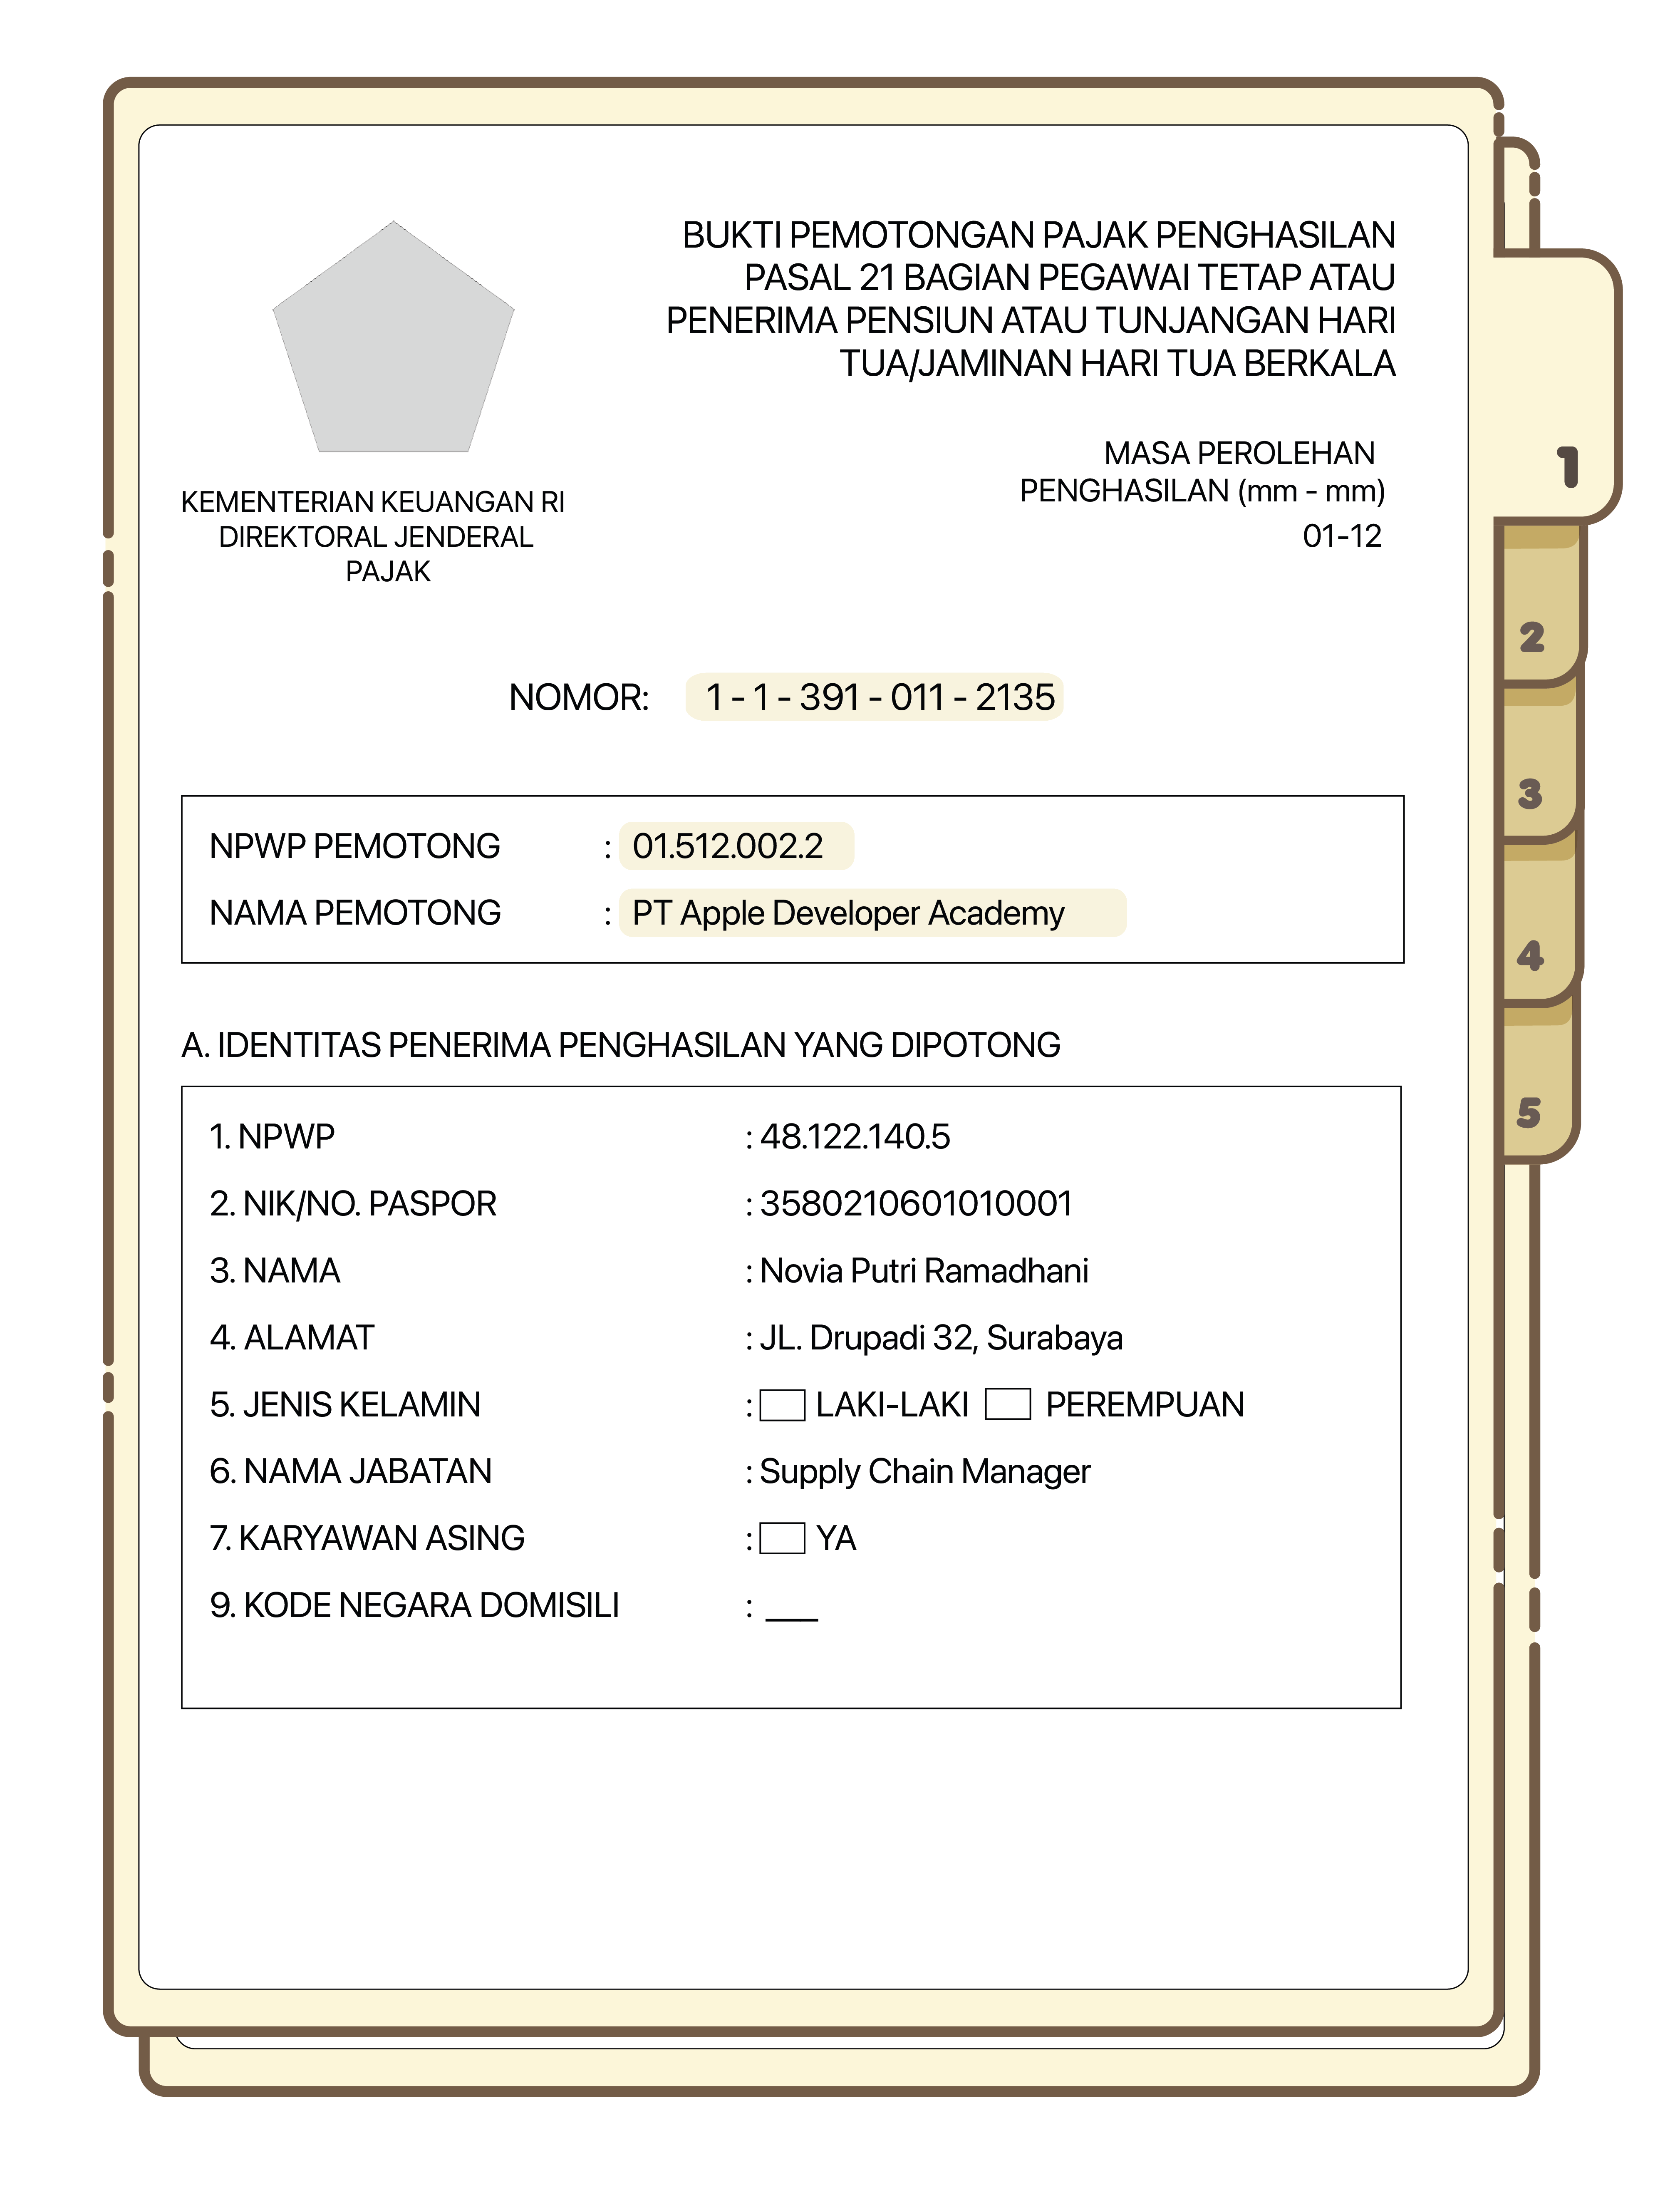 BUKTI PEMOTONGAN PAJAK PENGHASILAN
PASAL 21 BAGIAN PEGAWAI TETAP ATAU
PENERIMA PENSIUN ATAU TUNJANGAN HARI
TUA/JAMINAN HARI TUA BERKALA
MASA PEROLEHAN
PENGHASILAN (mm - mm)
01-12
KEMENTERIAN KEUANGAN RI
DIREKTORAL JENDERAL
PAJAK
NOMOR: 1 - 1 - 391 - 011 - 2135
NPWP PEMOTONG : 01.512.002.2
NAMA PEMOTONG : PT Apple Developer Academy
A. IDENTITAS PENERIMA PENGHASILAN YANG DIPOTONG
1. NPWP : 48.122.140.5
2. NIK/NO. PASPOR : 3580210601010001
3. NAMA : Novia Putri Ramadhani
4. ALAMAT : JL. Drupadi 32, Surabaya
5. JENIS KELAMIN : LAKI-LAKI PEREMPUAN
6. NAMA JABATAN : Supply Chain Manager
7. KARYAWAN ASING : YA
9. KODE NEGARA DOMISILI : ___
1
2
3
4
5